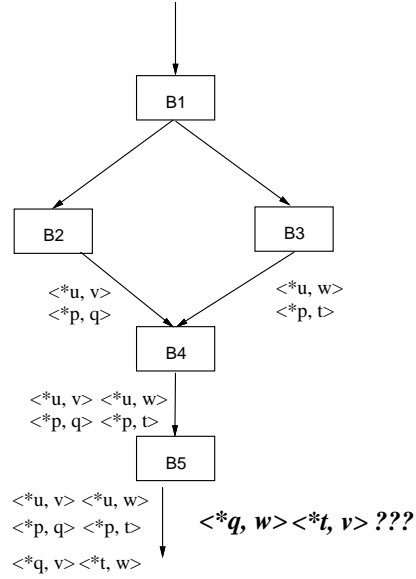 B1
B2
B3
<*u, v>
<*p, q>
<*u, w>
<*p, t>
B4
<*u, v> <*u, w>
<*p, q> <*p, t>
B5
<*u, v> <*u, w>
<*p, q> <*p, t>
<*q, v><*t, w>
<*q, w><*t, v> ???